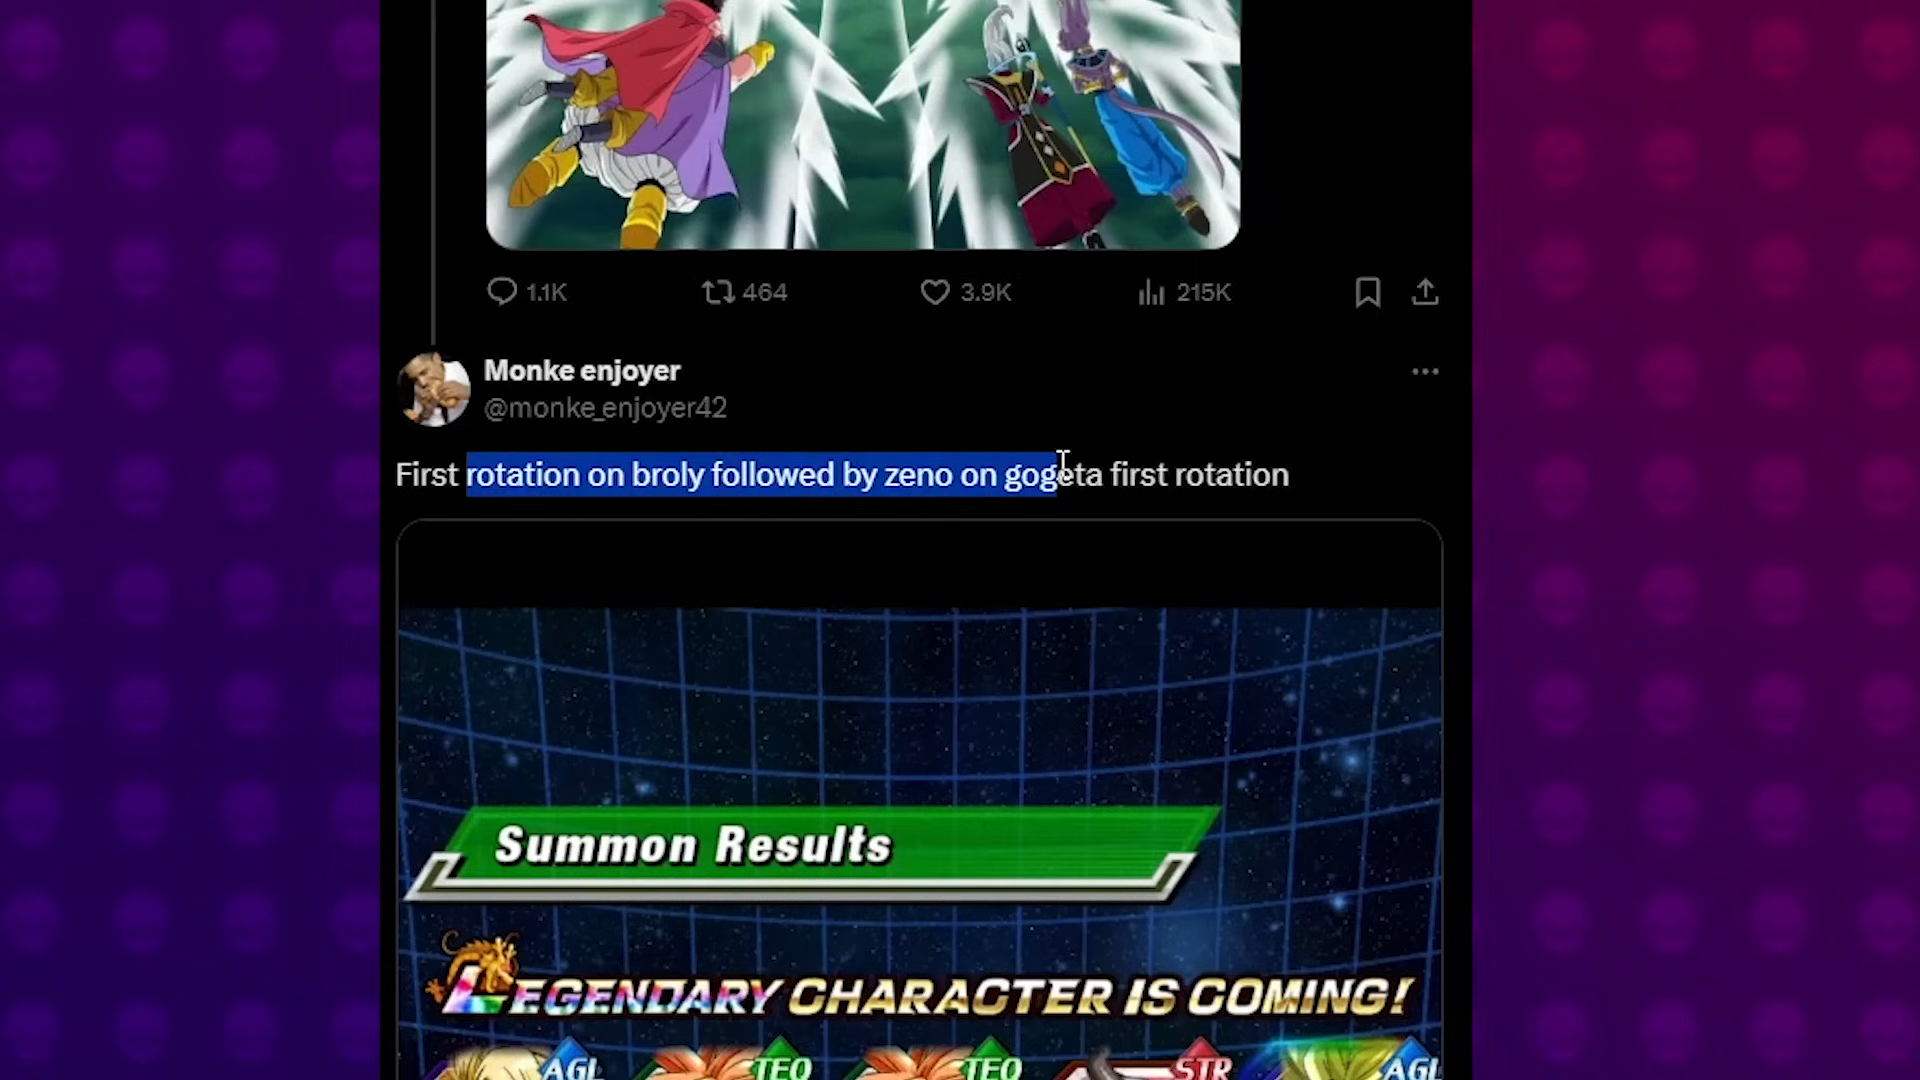 1.1K 464 3.9K 215K
Monke enjoyer
@monke_enjoyer42
First rotation on broly followed by zeno on gogeta first rotation
Summon Results
LEGENDARY CHARACTER IS COMING!
AGL TEQ TEQ STR AGL